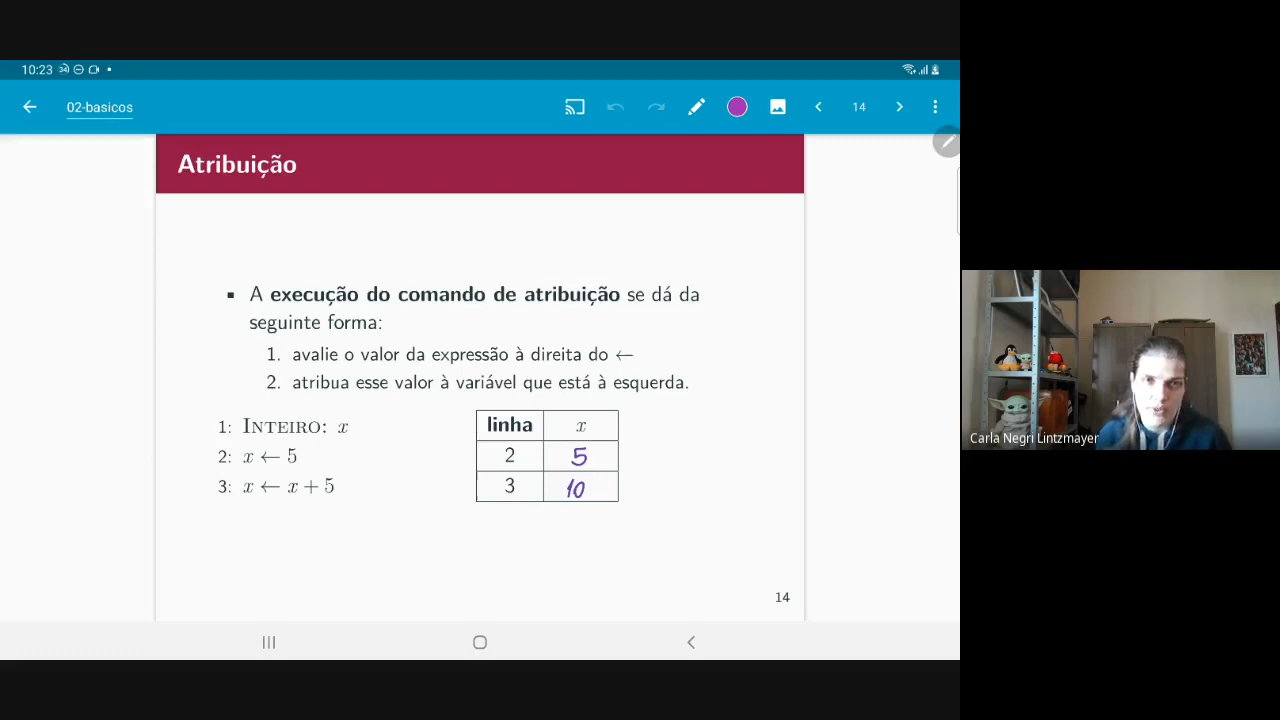 10:23
02-basicos
14
Atribuição
▪ A execução do comando de atribuição se dá da
seguinte forma:
1. avalie o valor da expressão à direita do ←
2. atribua esse valor à variável que está à esquerda.
1: INTEIRO: x
2: x ← 5
3: x ← x + 5
linha x
2 5
3 10
14
Carla Negri Lintzmayer